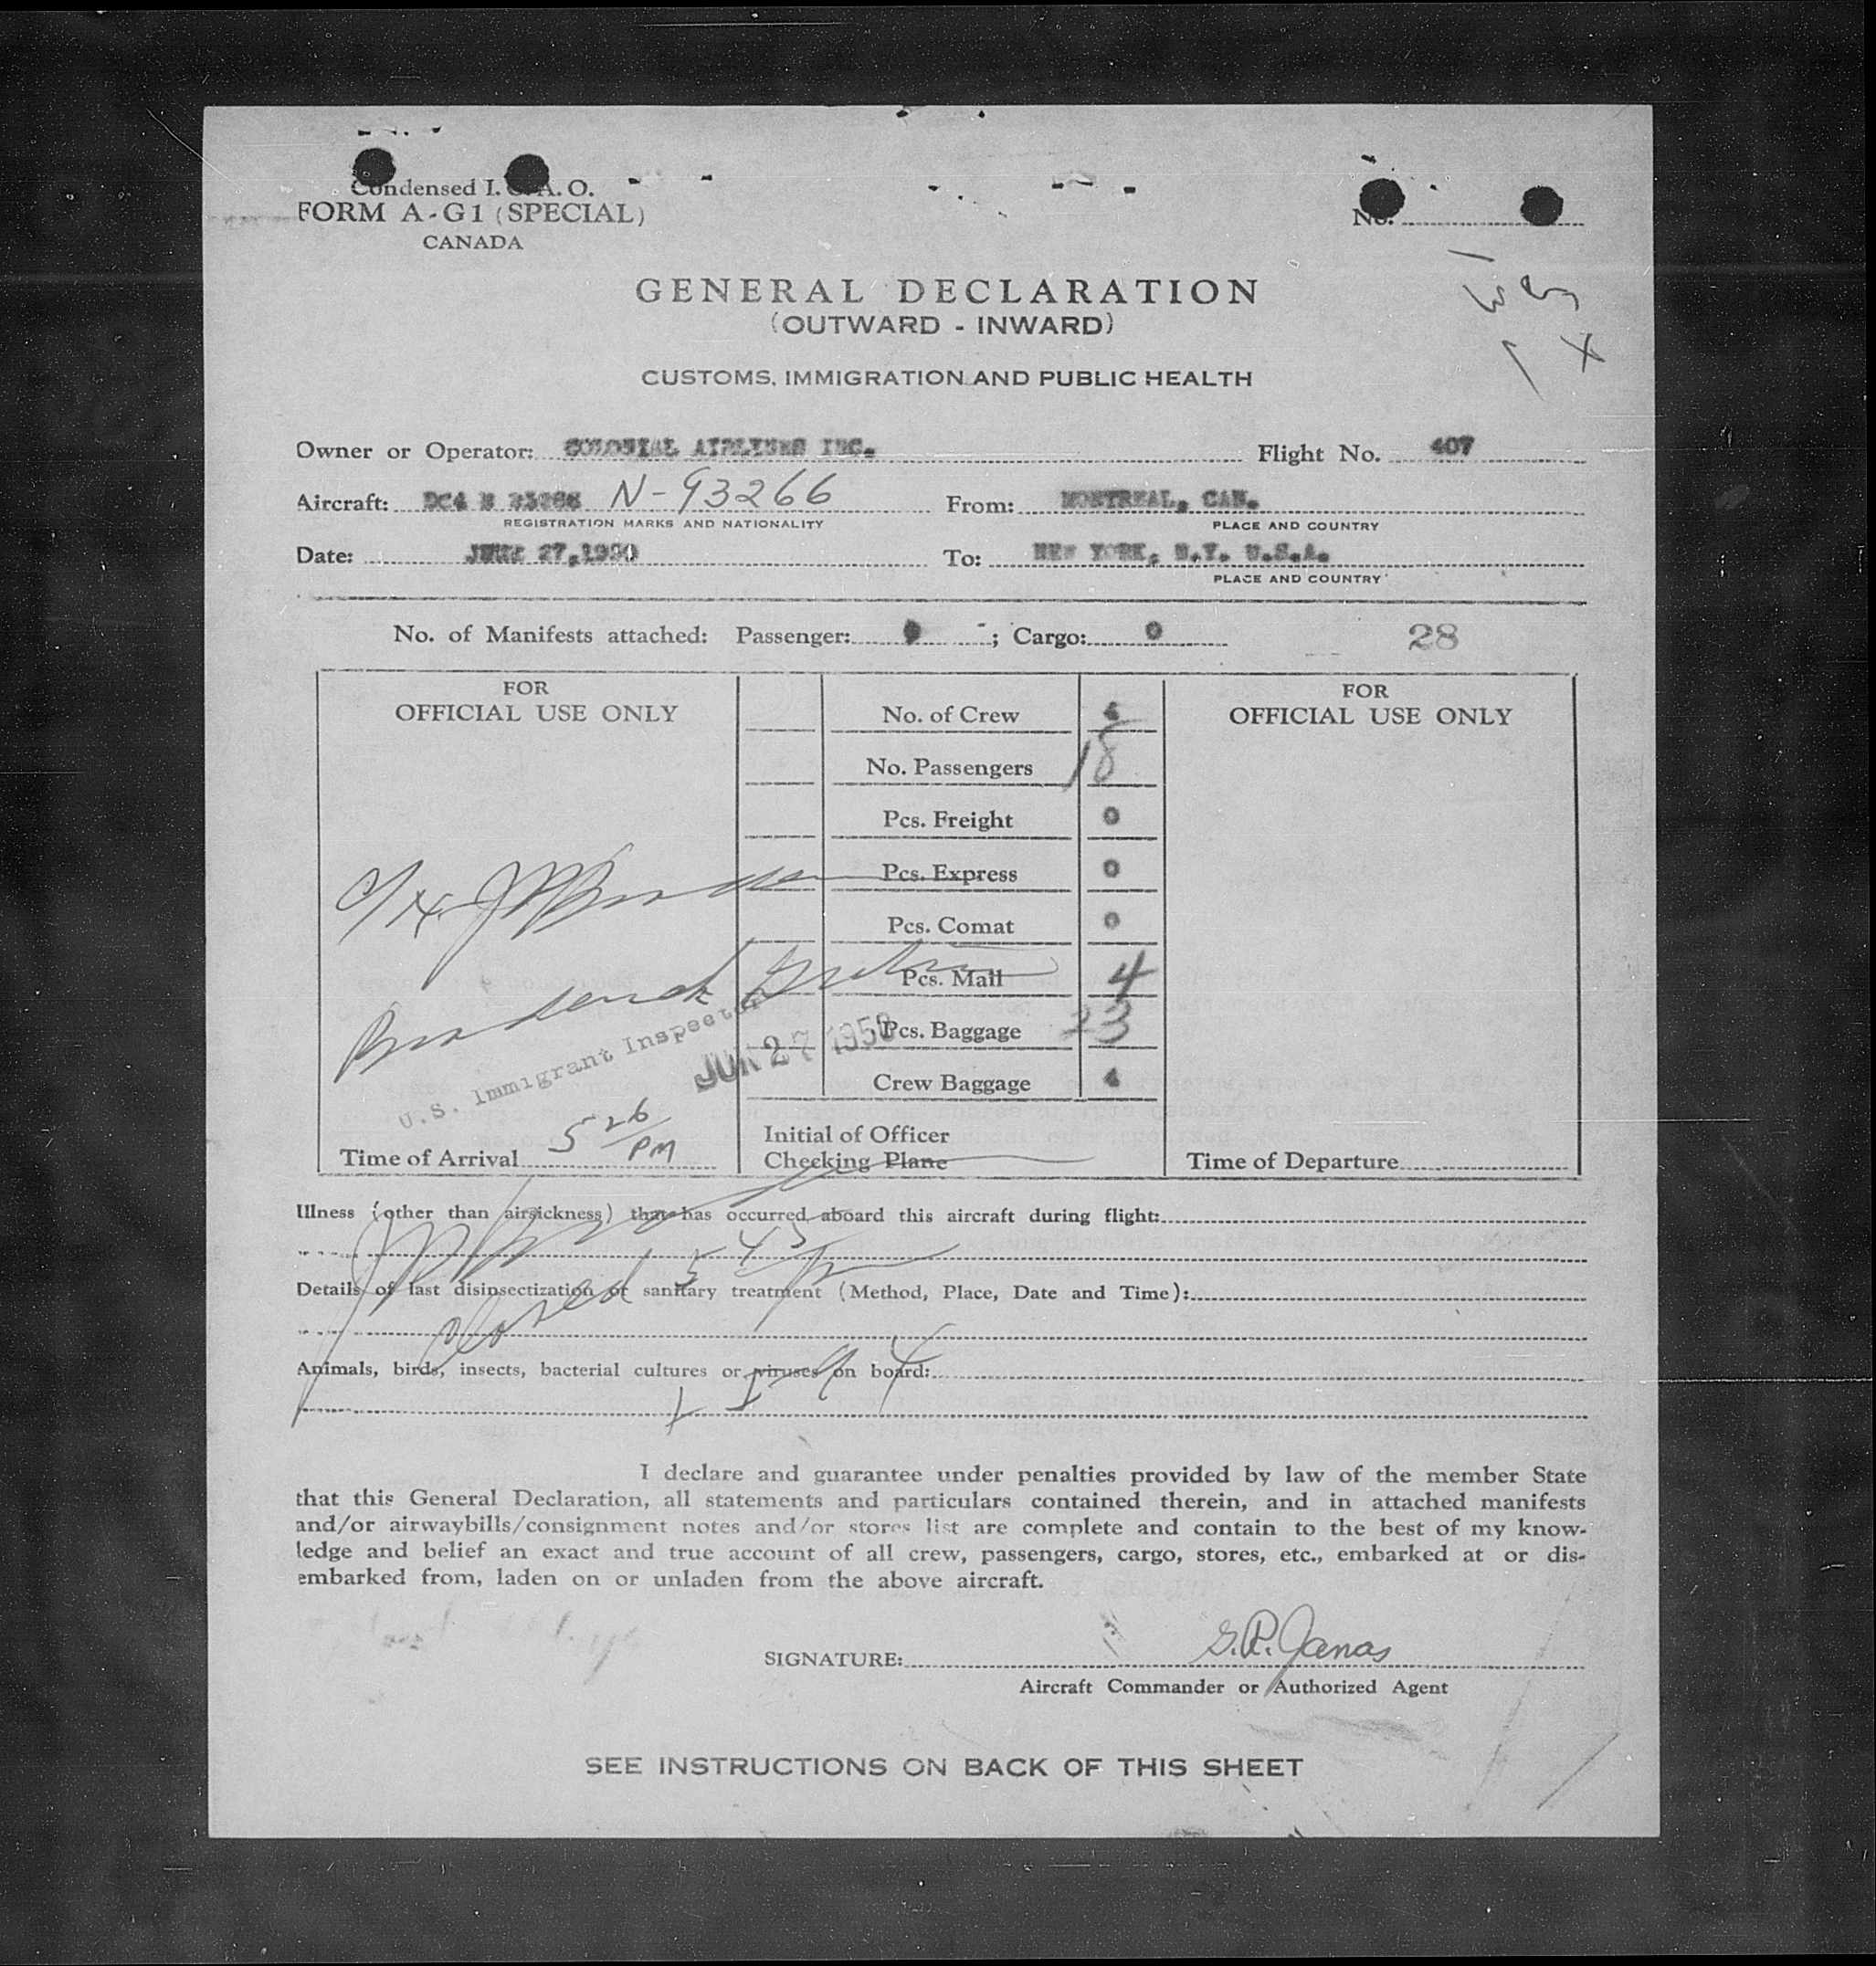 Condensed I. C. A. O.
FORM A-G1 (SPECIAL)
CANADA
No.
GENERAL DECLARATION
(OUTWARD - INWARD)
CUSTOMS, IMMIGRATION AND PUBLIC HEALTH
Owner or Operator: COLONIAL AIRLINES INC. Flight No. 407
Aircraft: DC4 N N-93266 From: MONTREAL, CAN.
REGISTRATION MARKS AND NATIONALITY PLACE AND COUNTRY
Date: JUNE 27,1950 To: NEW YORK, N.Y. U.S.A.
PLACE AND COUNTRY
No. of Manifests attached: Passenger: ; Cargo: 0 28
FOR
OFFICIAL USE ONLY
No. of Crew 4
No. Passengers 18
Pcs. Freight 0
Pcs. Express 0
Pcs. Comat 0
Pcs. Mail 4
Pcs. Baggage 23
Crew Baggage 4
U.S. Immigrant Inspector
JUN 27 1950
Time of Arrival 5 26/PM
Initial of Officer
Checking Plane
FOR
OFFICIAL USE ONLY
Time of Departure
Illness (other than airsickness) that has occurred aboard this aircraft during flight:
closed 5 43
Details of last disinsectization or sanitary treatment (Method, Place, Date and Time):
Animals, birds, insects, bacterial cultures or viruses on board:
I declare and guarantee under penalties provided by law of the member State
that this General Declaration, all statements and particulars contained therein, and in attached manifests
and/or airwaybills/consignment notes and/or stores list are complete and contain to the best of my know-
ledge and belief an exact and true account of all crew, passengers, cargo, stores, etc., embarked at or dis-
embarked from, laden on or unladen from the above aircraft.
SIGNATURE: G.R. Janas
Aircraft Commander or Authorized Agent
SEE INSTRUCTIONS ON BACK OF THIS SHEET